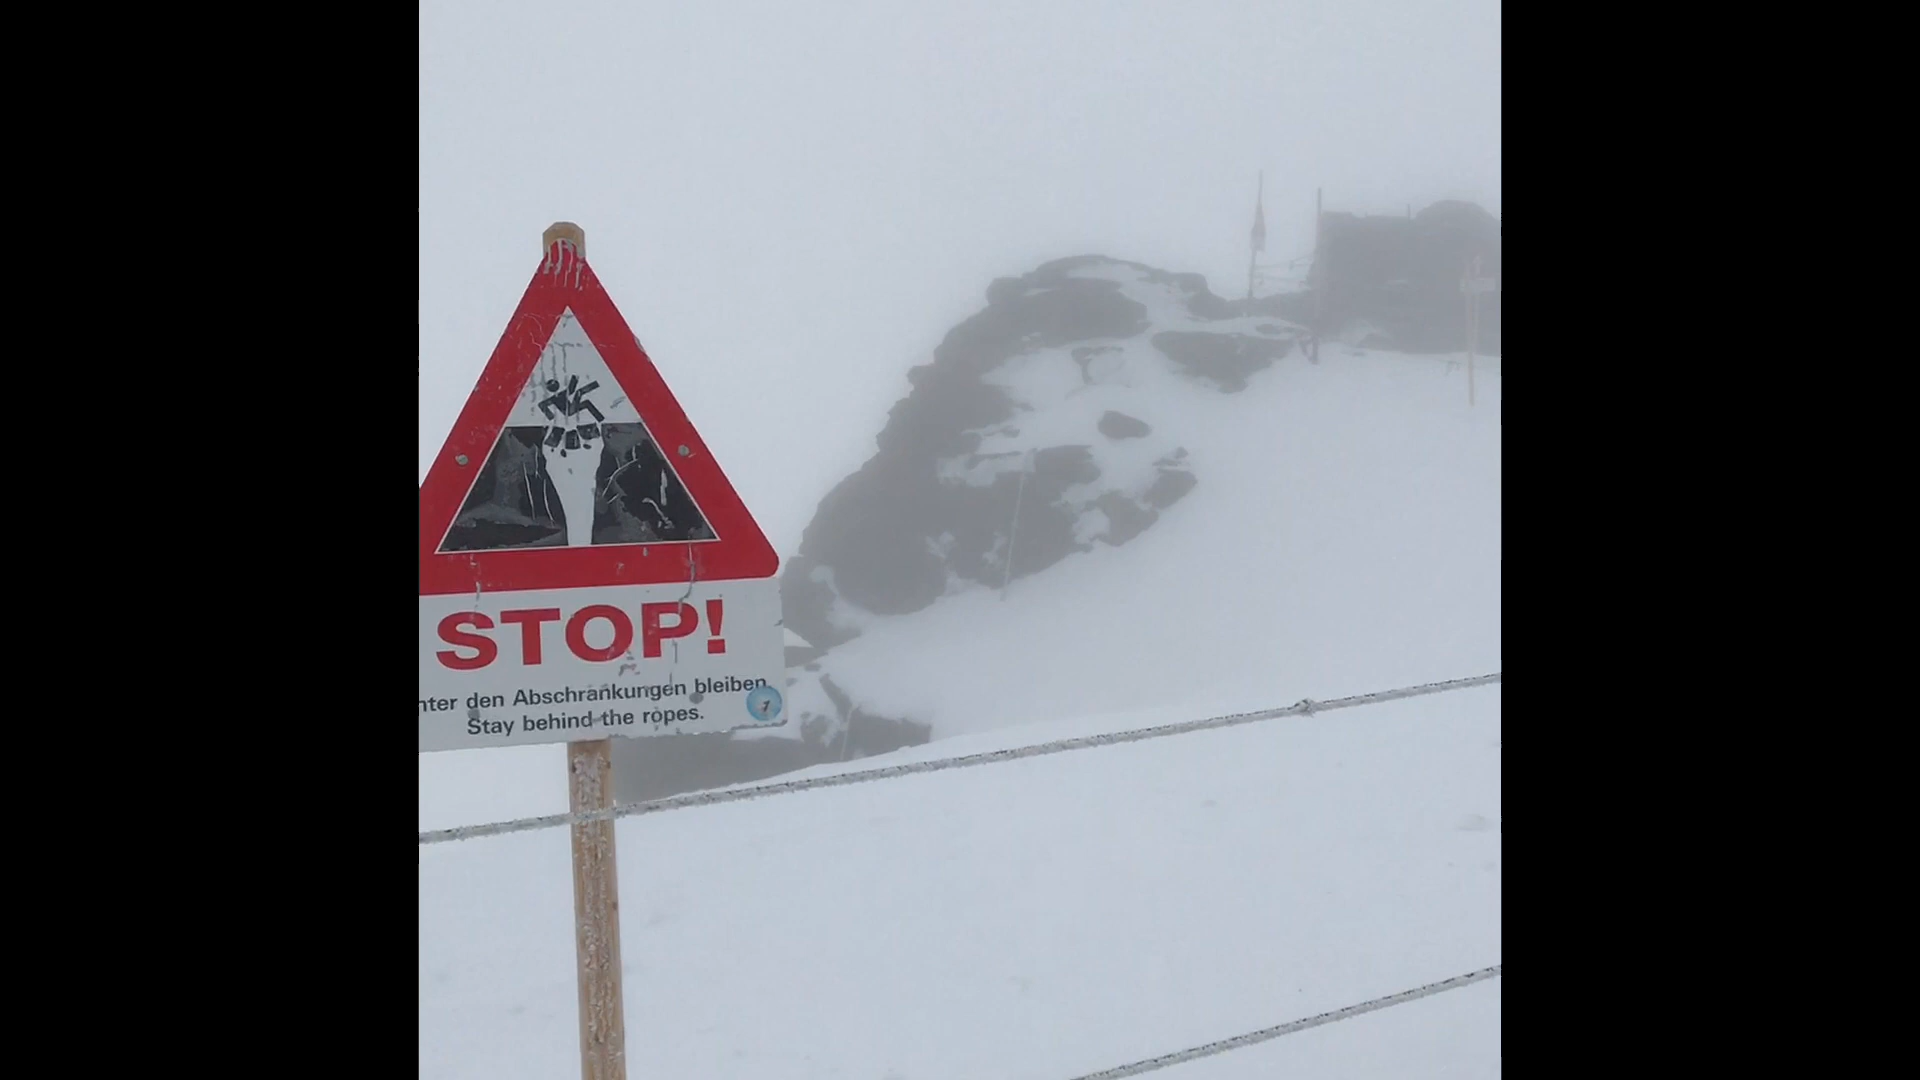 STOP!
nter den Abschrankungen bleiben.
Stay behind the ropes.